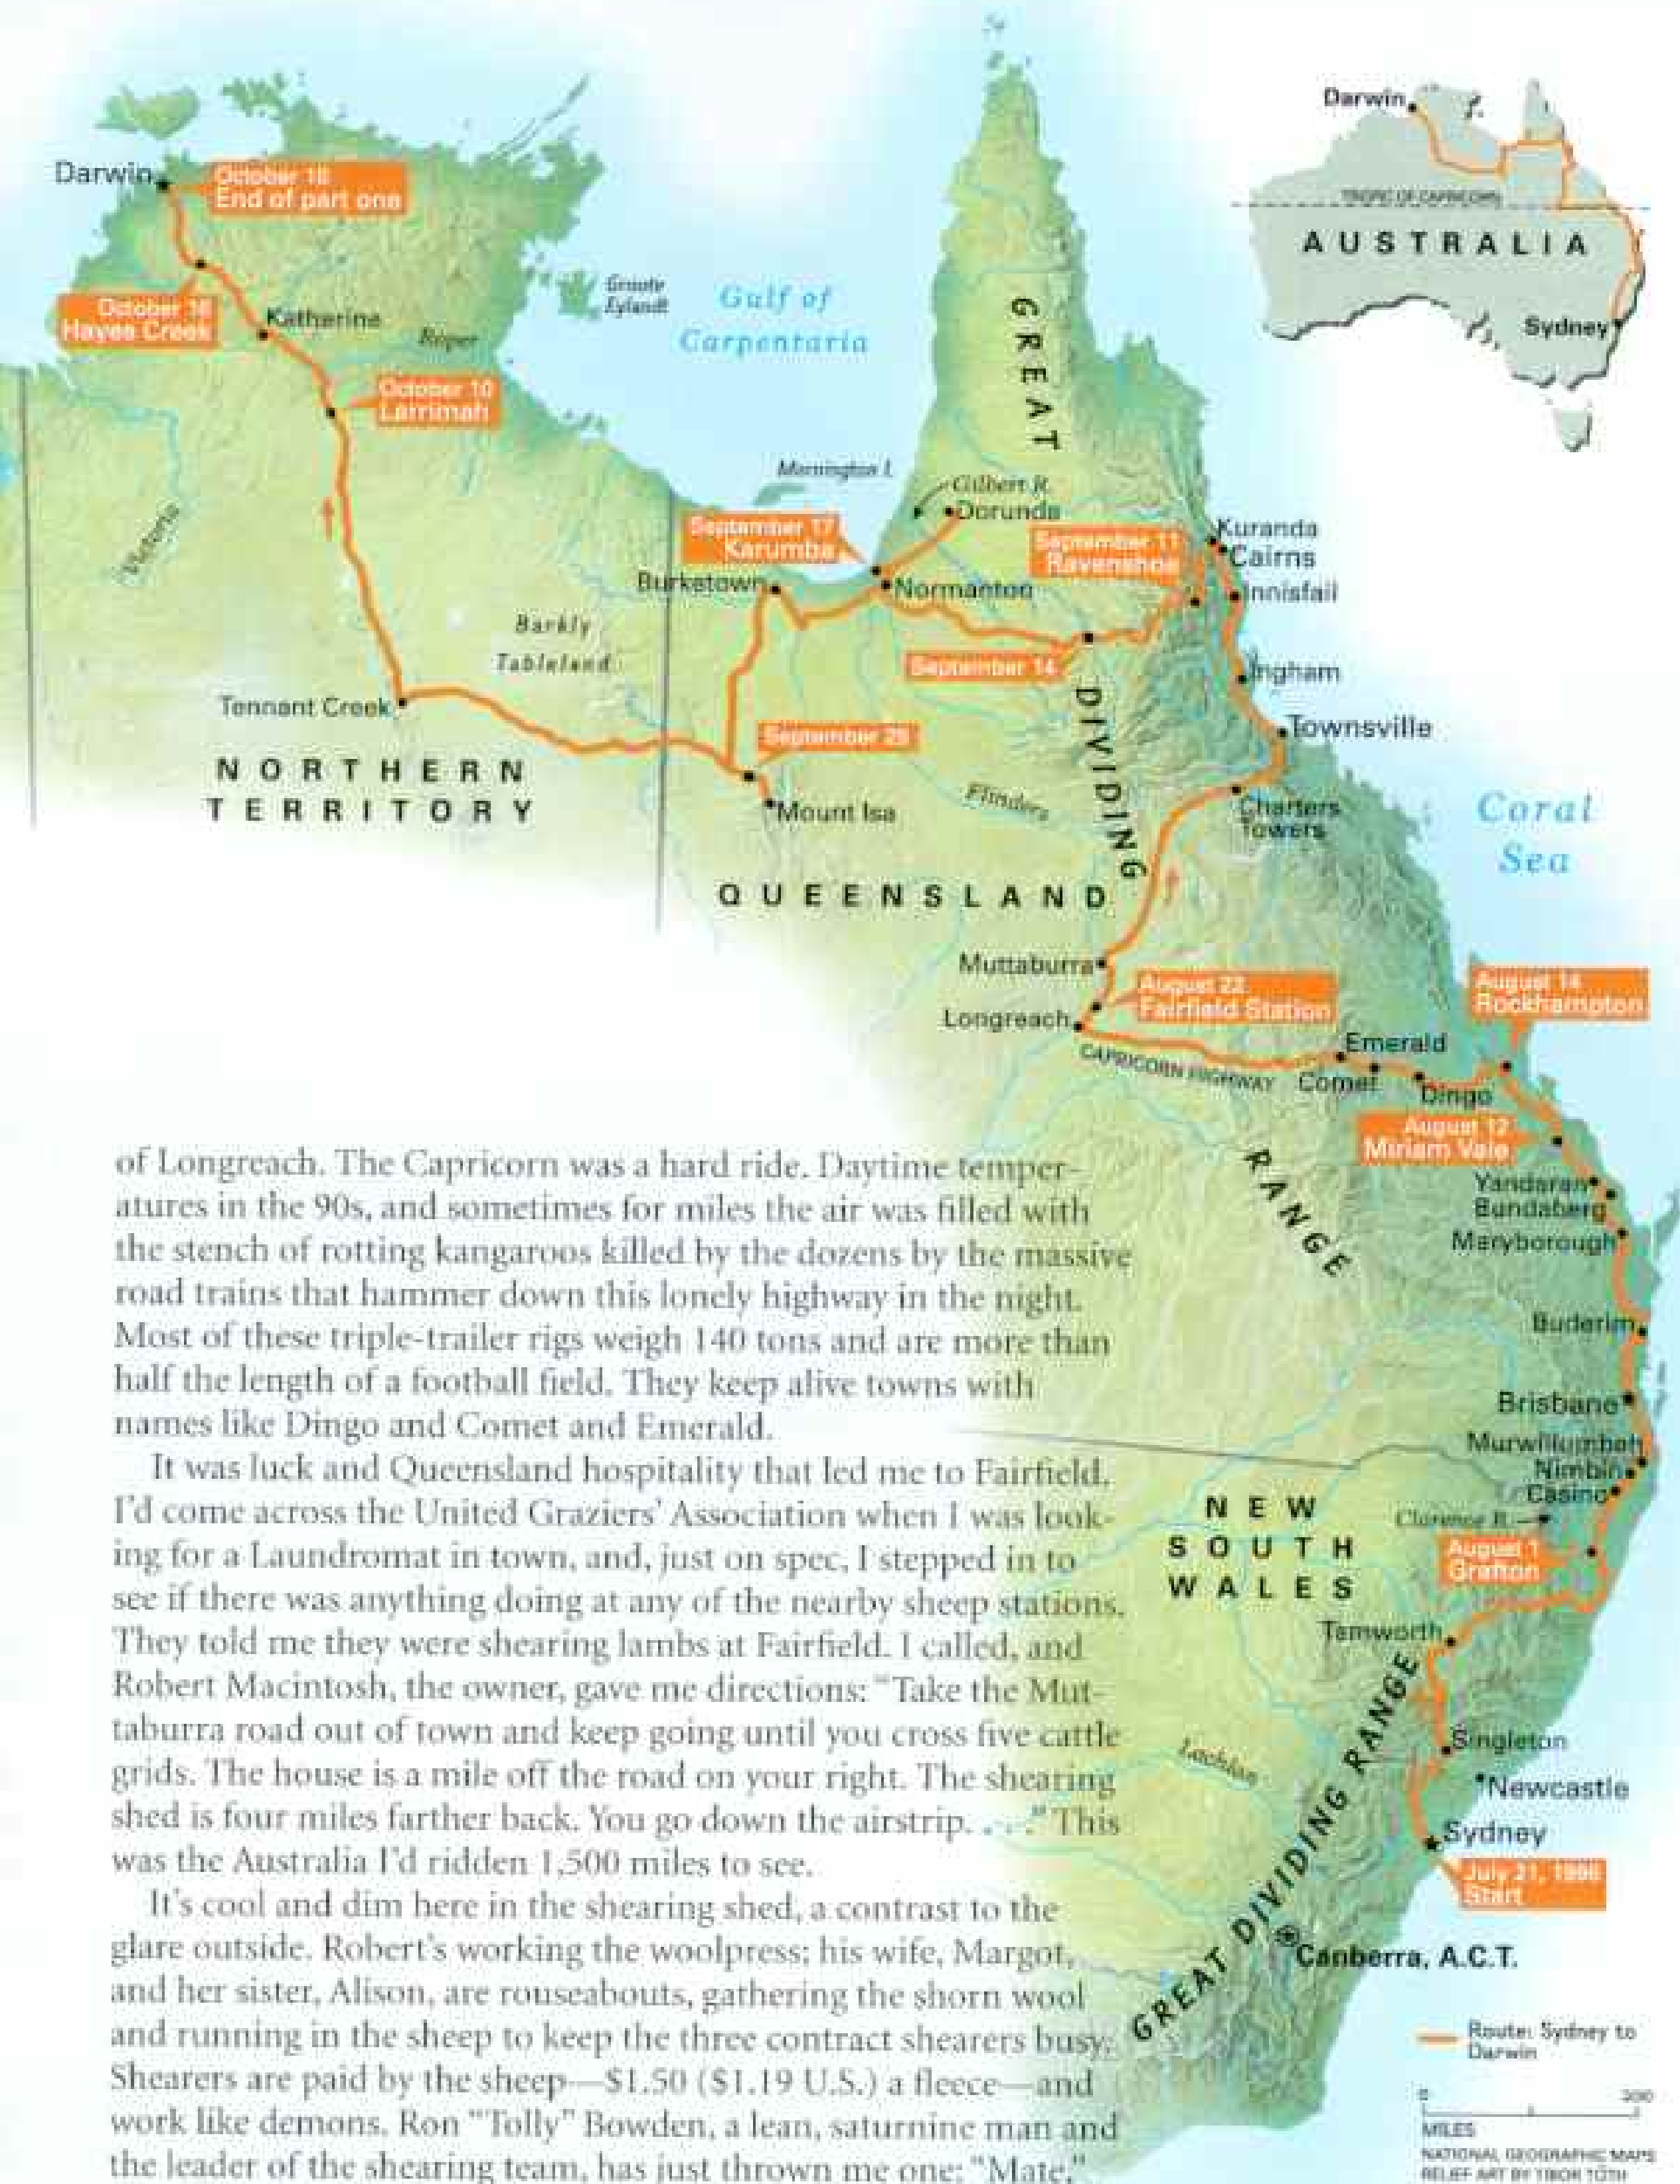 Darwin
October 18
End of part one
October 16
Hayes Creek
Katherine
Roper
October 10
Larrimah
Victoria
Tennant Creek
Barkly
Tableland
NORTHERN
TERRITORY
Groote
Eylandt
Gulf of
Carpentaria
Mornington I.
Gilbert R.
Dorunda
September 17
Karumba
Burketown
Normanton
September 11
Ravenshoe
September 14
September 25
Mount Isa
Flinders
QUEENSLAND
GREAT
DIVIDING
RANGE
Kuranda
Cairns
Innisfail
Ingham
Townsville
Charters
Towers
Coral
Sea
Darwin
TROPIC OF CAPRICORN
AUSTRALIA
Sydney
Muttaburra
Longreach
August 22
Fairfield Station
August 14
Rockhampton
CAPRICORN HIGHWAY
Emerald
Comet
Dingo
August 12
Miriam Vale
Yandaran
Bundaberg
Maryborough
Buderim
Brisbane
Murwillumbah
Nimbin
Casino
Clarence R.
August 1
Grafton
NEW
SOUTH
WALES
Tamworth
Lachlan
Singleton
Newcastle
Sydney
July 21, 1996
Start
GREAT DIVIDING RANGE
Canberra, A.C.T.
Route: Sydney to
Darwin
0 200
MILES
NATIONAL GEOGRAPHIC MAPS
RELIEF ART BY TIBOR TÓTH
of Longreach. The Capricorn was a hard ride. Daytime temper-
atures in the 90s, and sometimes for miles the air was filled with
the stench of rotting kangaroos killed by the dozens by the massive
road trains that hammer down this lonely highway in the night.
Most of these triple-trailer rigs weigh 140 tons and are more than
half the length of a football field. They keep alive towns with
names like Dingo and Comet and Emerald.
It was luck and Queensland hospitality that led me to Fairfield.
I'd come across the United Graziers' Association when I was look-
ing for a Laundromat in town, and, just on spec, I stepped in to
see if there was anything doing at any of the nearby sheep stations.
They told me they were shearing lambs at Fairfield. I called, and
Robert Macintosh, the owner, gave me directions: "Take the Mut-
taburra road out of town and keep going until you cross five cattle
grids. The house is a mile off the road on your right. The shearing
shed is four miles farther back. You go down the airstrip. . . ." This
was the Australia I'd ridden 1,500 miles to see.
It's cool and dim here in the shearing shed, a contrast to the
glare outside. Robert's working the woolpress; his wife, Margot,
and her sister, Alison, are rouseabouts, gathering the shorn wool
and running in the sheep to keep the three contract shearers busy.
Shearers are paid by the sheep—$1.50 ($1.19 U.S.) a fleece—and
work like demons. Ron "Tolly" Bowden, a lean, saturnine man and
the leader of the shearing team, has just thrown me one: "Mate,"